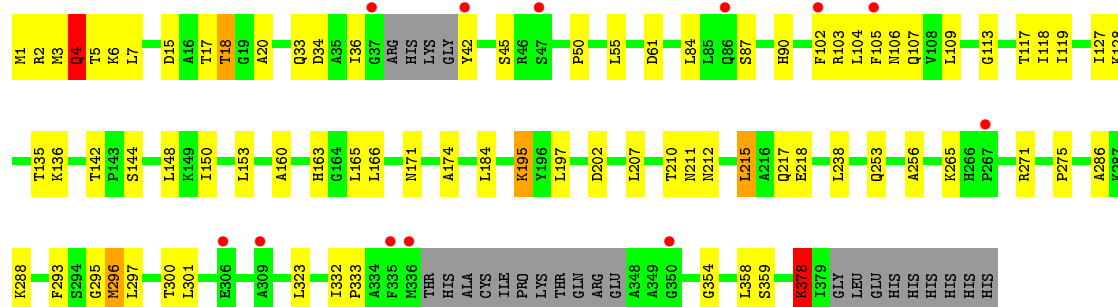 M1 R2 M3 Q4 T5 K6 L7 D15 A16 T17 T18 G19 A20 Q33 D34 A35 I36 G37 ARG HIS LYS GLY Y42 S45 R46 S47 P50 L55 D61 L84 L85 Q86 S87 H90 F102 R103 L104 F105 N106 Q107 V108 L109 G113 T117 I118 I119 I127 K128
T135 K136 T142 P143 S144 L148 K149 I150 L153 A160 H163 G164 L165 L166 N171 A174 L184 K195 Y196 L197 D202 L207 T210 N211 N212 L215 A216 Q217 E218 L238 Q253 A256 K265 H266 P267 R271 P275 A286 K287
K288 F293 S294 G295 M296 L297 T300 L301 E306 A309 L323 I332 P333 A334 F335 M336 THR HIS ALA CYS ILE PRO LYS THR GLN ARG GLU A348 A349 G350 G354 L358 S359 K378 I379 GLY LEU GLU HIS HIS HIS HIS HIS HIS